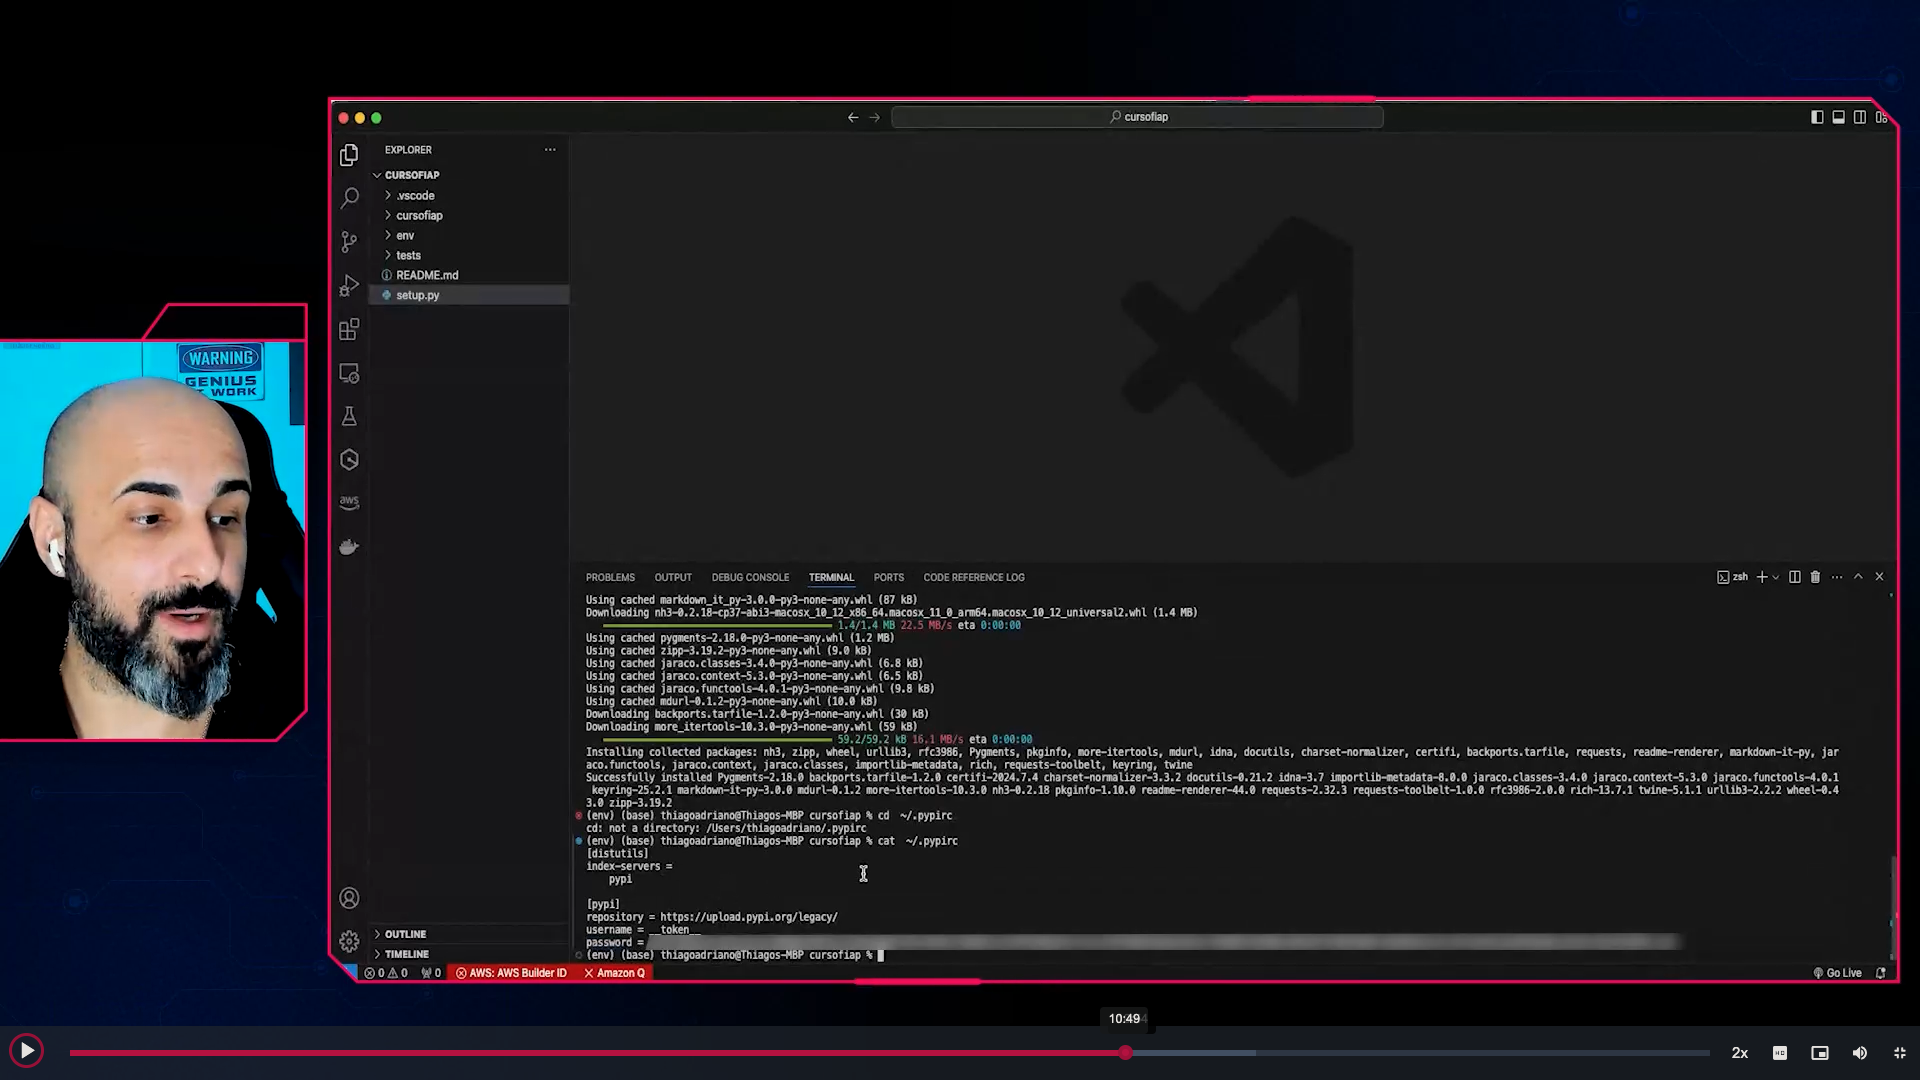 cursofiap
EXPLORER
CURSOFIAP
.vscode
cursofiap
env
tests
README.md
setup.py
WARNING
GENIUS
WORK
aws
PROBLEMS OUTPUT DEBUG CONSOLE TERMINAL PORTS CODE REFERENCE LOG
zsh
Using cached markdown_it_py-3.0.0-py3-none-any.whl (87 kB)
Downloading nh3-0.2.18-cp37-abi3-macosx_10_12_x86_64.macosx_11_0_arm64.macosx_10_12_universal2.whl (1.4 MB)
1.4/1.4 MB 22.5 MB/s eta 0:00:00
Using cached pygments-2.18.0-py3-none-any.whl (1.2 MB)
Using cached zipp-3.19.2-py3-none-any.whl (9.0 kB)
Using cached jaraco.classes-3.4.0-py3-none-any.whl (6.8 kB)
Using cached jaraco.context-5.3.0-py3-none-any.whl (6.5 kB)
Using cached jaraco.functools-4.0.1-py3-none-any.whl (9.8 kB)
Using cached mdurl-0.1.2-py3-none-any.whl (10.0 kB)
Downloading backports.tarfile-1.2.0-py3-none-any.whl (30 kB)
Downloading more_itertools-10.3.0-py3-none-any.whl (59 kB)
59.2/59.2 kB 16.1 MB/s eta 0:00:00
Installing collected packages: nh3, zipp, wheel, urllib3, rfc3986, Pygments, pkginfo, more-itertools, mdurl, idna, docutils, charset-normalizer, certifi, backports.tarfile, requests, readme-renderer, markdown-it-py, jar
aco.functools, jaraco.context, jaraco.classes, importlib-metadata, rich, requests-toolbelt, keyring, twine
Successfully installed Pygments-2.18.0 backports.tarfile-1.2.0 certifi-2024.7.4 charset-normalizer-3.3.2 docutils-0.21.2 idna-3.7 importlib-metadata-8.0.0 jaraco.classes-3.4.0 jaraco.context-5.3.0 jaraco.functools-4.0.1
keyring-25.2.1 markdown-it-py-3.0.0 mdurl-0.1.2 more-itertools-10.3.0 nh3-0.2.18 pkginfo-1.10.0 readme-renderer-44.0 requests-2.32.3 requests-toolbelt-1.0.0 rfc3986-2.0.0 rich-13.7.1 twine-5.1.1 urllib3-2.2.2 wheel-0.4
3.0 zipp-3.19.2
(env) (base) thiagoadriano@Thiagos-MBP cursofiap % cd ~/.pypirc
cd: not a directory: /Users/thiagoadriano/.pypirc
(env) (base) thiagoadriano@Thiagos-MBP cursofiap % cat ~/.pypirc
[distutils]
index-servers =
pypi
[pypi]
repository = https://upload.pypi.org/legacy/
username = __token__
password =
(env) (base) thiagoadriano@Thiagos-MBP cursofiap %
OUTLINE
TIMELINE
0 0 0 AWS: AWS Builder ID Amazon Q Go Live
10:49
2x